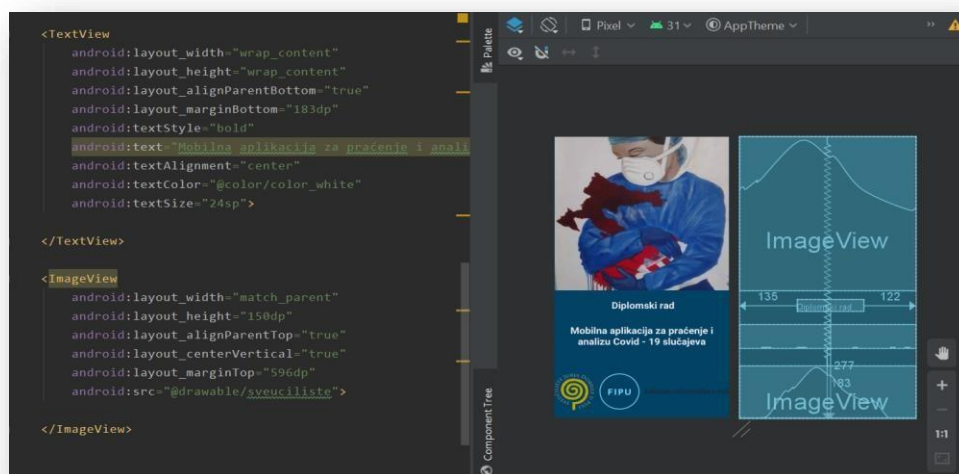 <TextView
android:layout_width="wrap_content"
android:layout_height="wrap_content"
android:layout_alignParentBottom="true"
android:layout_marginBottom="183dp"
android:textStyle="bold"
android:text="Mobilna aplikacija za praćenje i anali
android:textAlignment="center"
android:textColor="@color/color_white"
android:textSize="24sp">
</TextView>
<ImageView
android:layout_width="match_parent"
android:layout_height="150dp"
android:layout_alignParentTop="true"
android:layout_centerVertical="true"
android:layout_marginTop="596dp"
android:src="@drawable/sveuciliste">
</ImageView>
Palette
Component Tree
Pixel
31
AppTheme
Diplomski rad
Mobilna aplikacija za praćenje i
analizu Covid - 19 slučajeva
FIPU
ImageView
135
Diplomski rad
122
277
183
ImageView
1:1